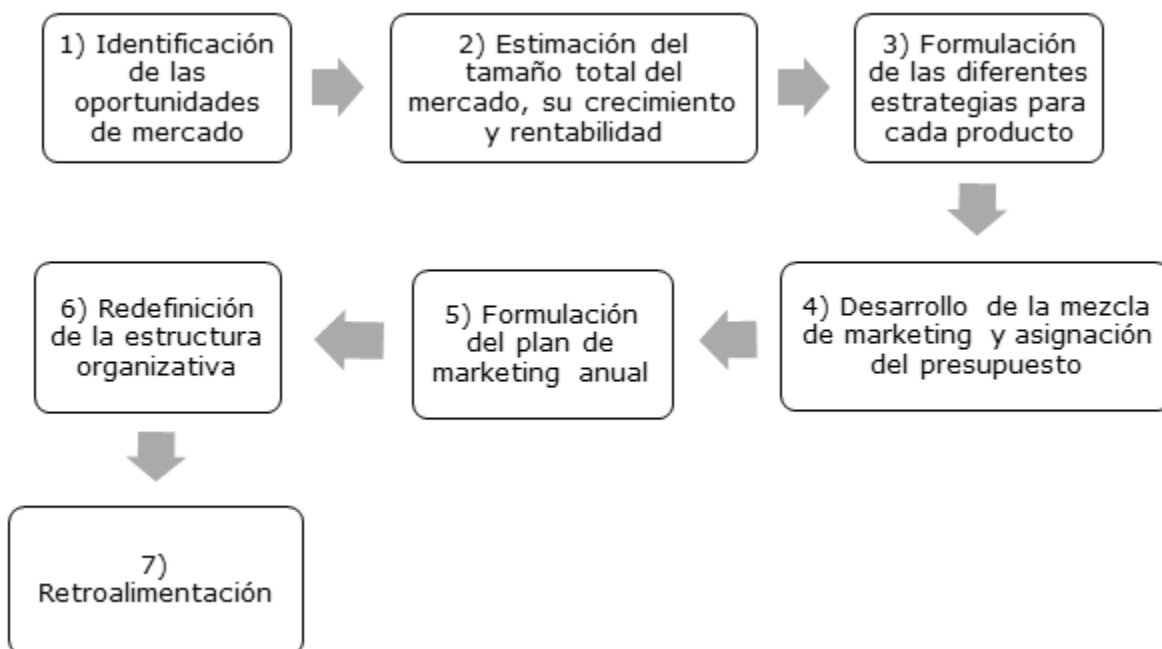 1) Identificación
de las
oportunidades
de mercado
2) Estimación del
tamaño total del
mercado, su crecimiento
y rentabilidad
3) Formulación
de las diferentes
estrategias para
cada producto
4) Desarrollo de la mezcla
de marketing y asignación
del presupuesto
5) Formulación
del plan de
marketing anual
6) Redefinición
de la estructura
organizativa
7)
Retroalimentación